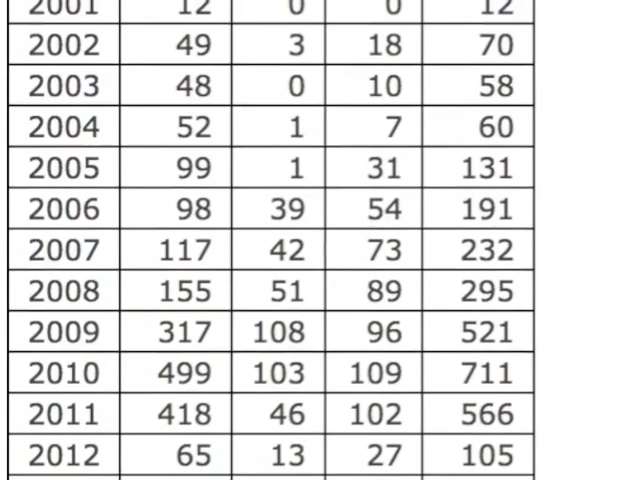 2001 12 0 0 12
2002 49 3 18 70
2003 48 0 10 58
2004 52 1 7 60
2005 99 1 31 131
2006 98 39 54 191
2007 117 42 73 232
2008 155 51 89 295
2009 317 108 96 521
2010 499 103 109 711
2011 418 46 102 566
2012 65 13 27 105